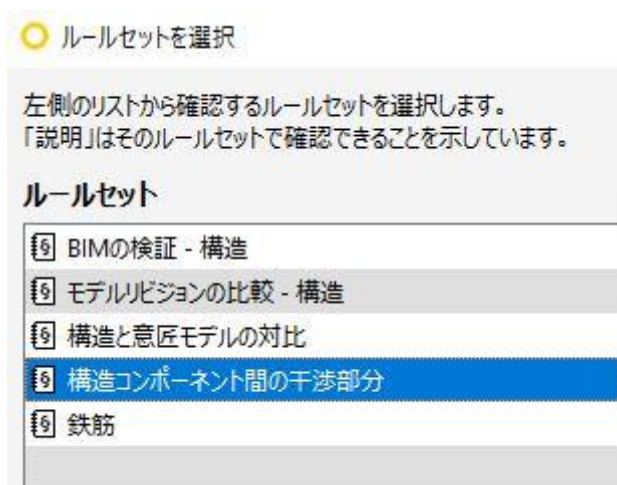 ルールセットを選択
左側のリストから確認するルールセットを選択します。
「説明」はそのルールセットで確認できることを示しています。
ルールセット
BIMの検証 - 構造
モデルリビジョンの比較 - 構造
構造と意匠モデルの対比
構造コンポーネント間の干渉部分
鉄筋